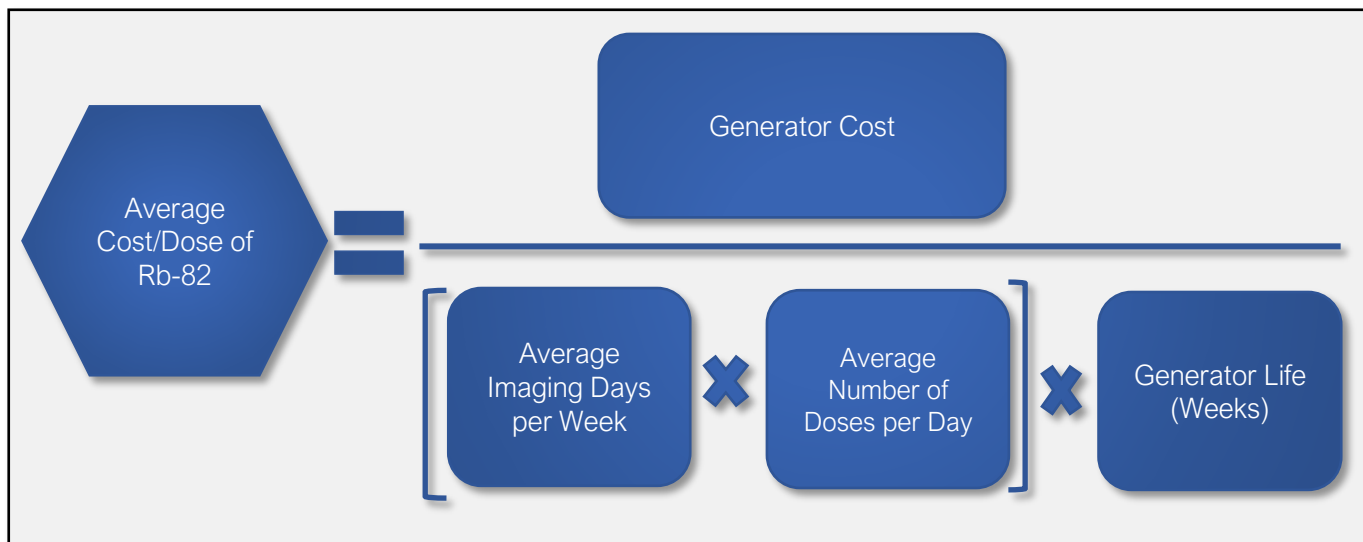 Generator Cost
Average
Cost/Dose of
Rb-82
Average
Imaging Days
per Week
Average
Number of
Doses per Day
Generator Life
(Weeks)